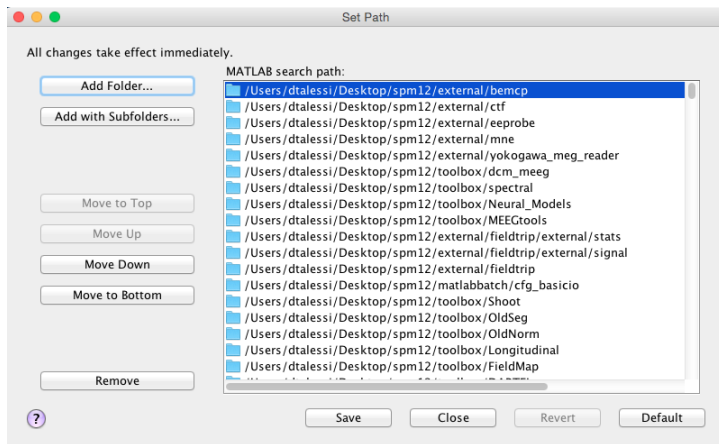 Set Path
All changes take effect immediately.
MATLAB search path:
Add Folder...
Add with Subfolders...
Move to Top
Move Up
Move Down
Move to Bottom
Remove
/Users/dtalessi/Desktop/spm12/external/bemcp
/Users/dtalessi/Desktop/spm12/external/ctf
/Users/dtalessi/Desktop/spm12/external/eeprobe
/Users/dtalessi/Desktop/spm12/external/mne
/Users/dtalessi/Desktop/spm12/external/yokogawa_meg_reader
/Users/dtalessi/Desktop/spm12/toolbox/dcm_meeg
/Users/dtalessi/Desktop/spm12/toolbox/spectral
/Users/dtalessi/Desktop/spm12/toolbox/Neural_Models
/Users/dtalessi/Desktop/spm12/toolbox/MEEGtools
/Users/dtalessi/Desktop/spm12/external/fieldtrip/external/stats
/Users/dtalessi/Desktop/spm12/external/fieldtrip/external/signal
/Users/dtalessi/Desktop/spm12/external/fieldtrip
/Users/dtalessi/Desktop/spm12/matlabbatch/cfg_basicio
/Users/dtalessi/Desktop/spm12/toolbox/Shoot
/Users/dtalessi/Desktop/spm12/toolbox/OldSeg
/Users/dtalessi/Desktop/spm12/toolbox/OldNorm
/Users/dtalessi/Desktop/spm12/toolbox/Longitudinal
/Users/dtalessi/Desktop/spm12/toolbox/FieldMap
?
Save
Close
Revert
Default